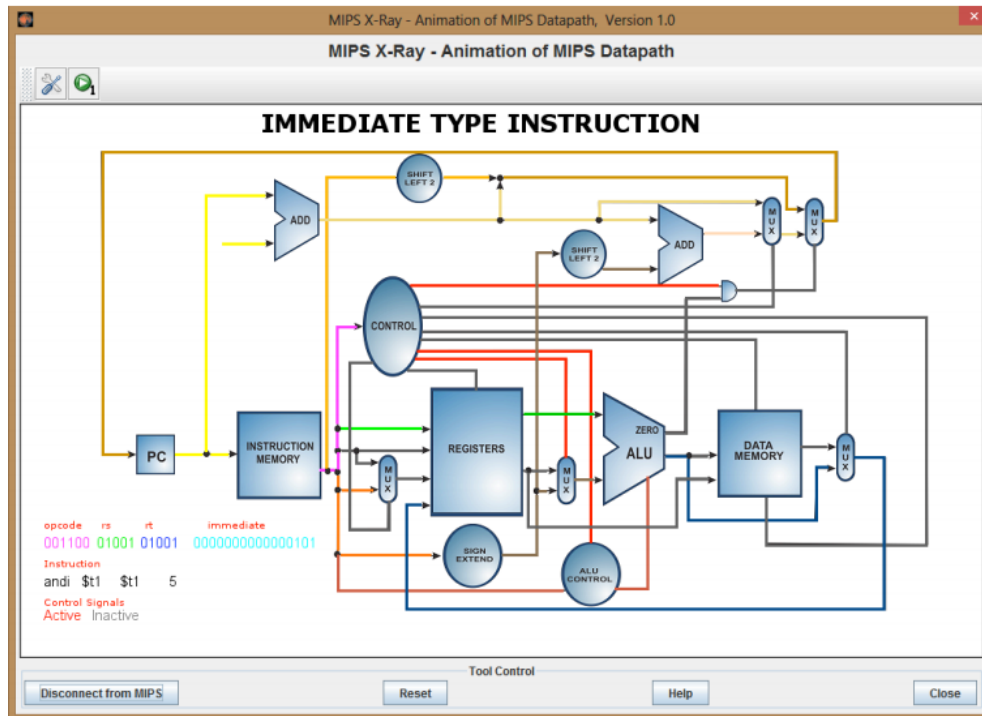 MIPS X-Ray - Animation of MIPS Datapath, Version 1.0
MIPS X-Ray - Animation of MIPS Datapath
1
IMMEDIATE TYPE INSTRUCTION
SHIFT
LEFT 2
ADD
MUX
MUX
SHIFT
LEFT 2
ADD
CONTROL
PC
INSTRUCTION
MEMORY
MUX
REGISTERS
MUX
ZERO
ALU
DATA
MEMORY
MUX
SIGN
EXTEND
ALU
CONTROL
opcode rs rt immediate
001100 01001 01001 0000000000000101
Instruction
andi $t1 $t1 5
Control Signals
Active Inactive
Tool Control
Disconnect from MIPS Reset Help Close